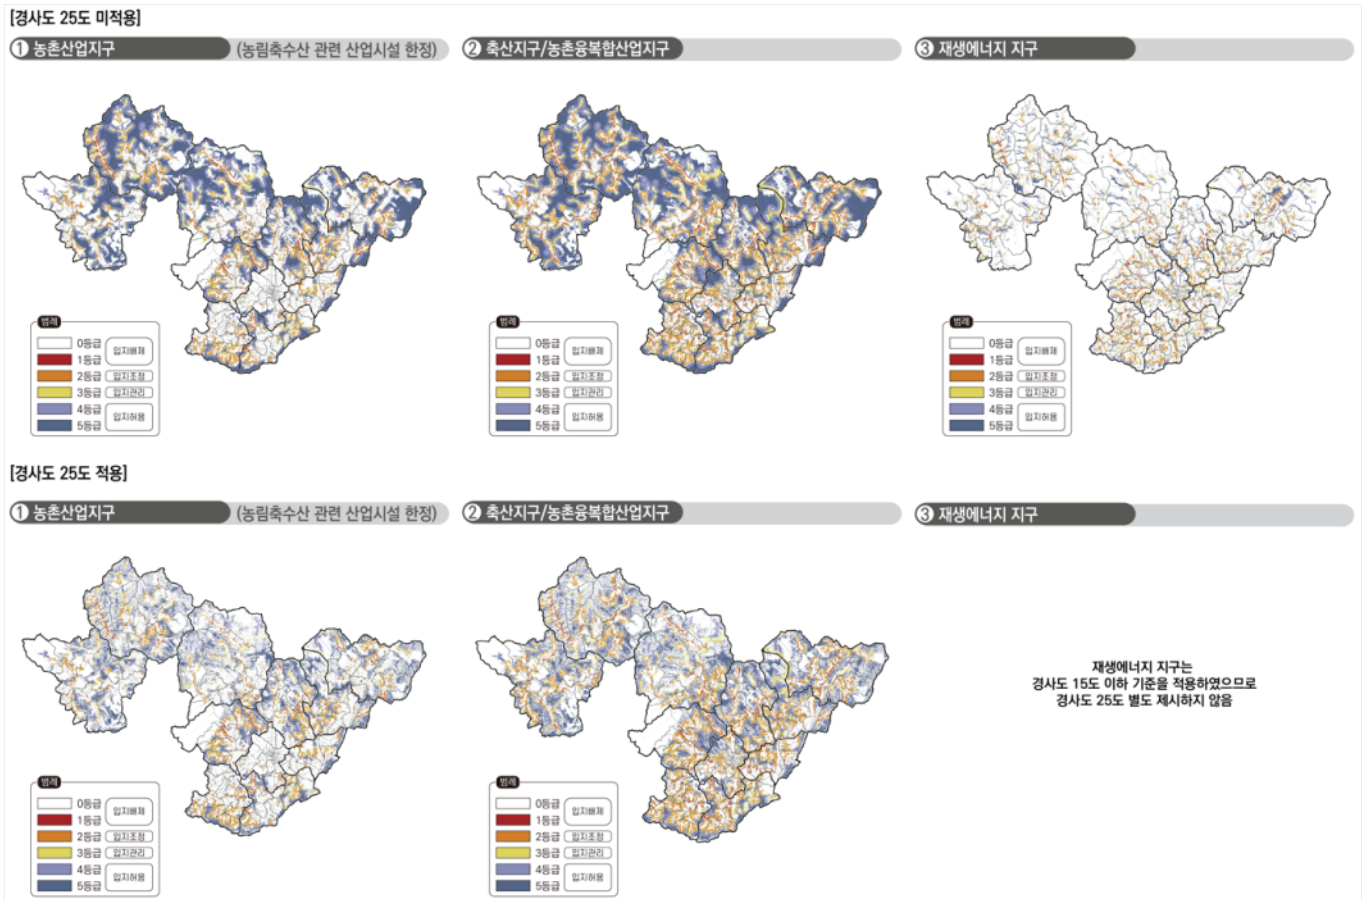 [경사도 25도 미적용]
① 농촌산업지구 (농림축수산 관련 산업시설 한정)
② 축산지구/농촌융복합산업지구
③ 재생에너지 지구
범례
0등급
1등급
입지배제
2등급 입지조정
3등급 입지관리
4등급
5등급
입지허용
범례
0등급
1등급
입지배제
2등급 입지조정
3등급 입지관리
4등급
5등급
입지허용
범례
0등급
1등급
입지배제
2등급 입지조정
3등급 입지관리
4등급
5등급
입지허용
[경사도 25도 적용]
① 농촌산업지구 (농림축수산 관련 산업시설 한정)
② 축산지구/농촌융복합산업지구
③ 재생에너지 지구
재생에너지 지구는
경사도 15도 이하 기준을 적용하였으므로
경사도 25도 별도 제시하지 않음
범례
0등급
1등급
입지배제
2등급 입지조정
3등급 입지관리
4등급
5등급
입지허용
범례
0등급
1등급
입지배제
2등급 입지조정
3등급 입지관리
4등급
5등급
입지허용